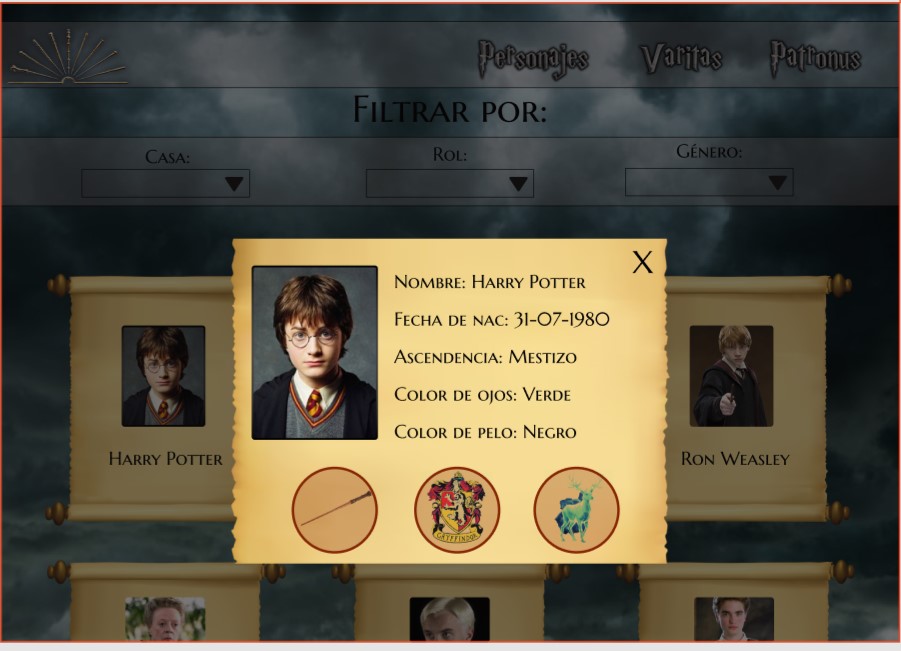 Personajes Varitas Patronus
Filtrar por:
Casa: Rol: Género:
X
Nombre: Harry Potter
Fecha de nac: 31-07-1980
Ascendencia: Mestizo
Color de ojos: Verde
Color de pelo: Negro
Harry Potter
Ron Weasley
GRYFFINDOR